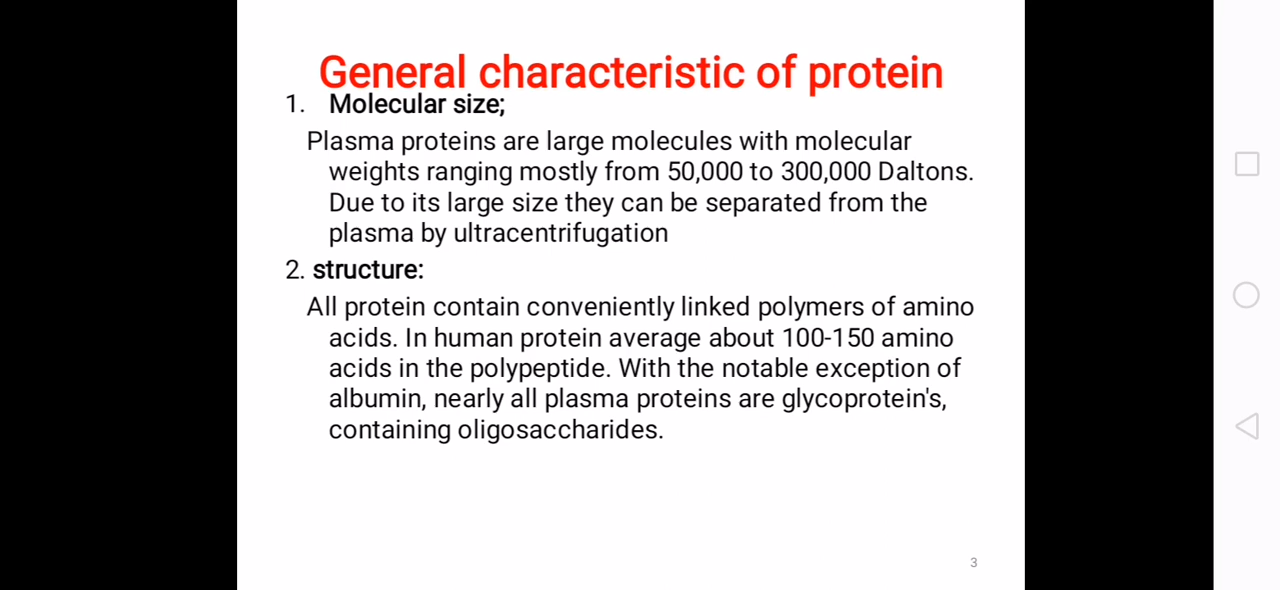 General characteristic of protein
1. Molecular size;
Plasma proteins are large molecules with molecular
weights ranging mostly from 50,000 to 300,000 Daltons.
Due to its large size they can be separated from the
plasma by ultracentrifugation
2. structure:
All protein contain conveniently linked polymers of amino
acids. In human protein average about 100-150 amino
acids in the polypeptide. With the notable exception of
albumin, nearly all plasma proteins are glycoprotein's,
containing oligosaccharides.
3